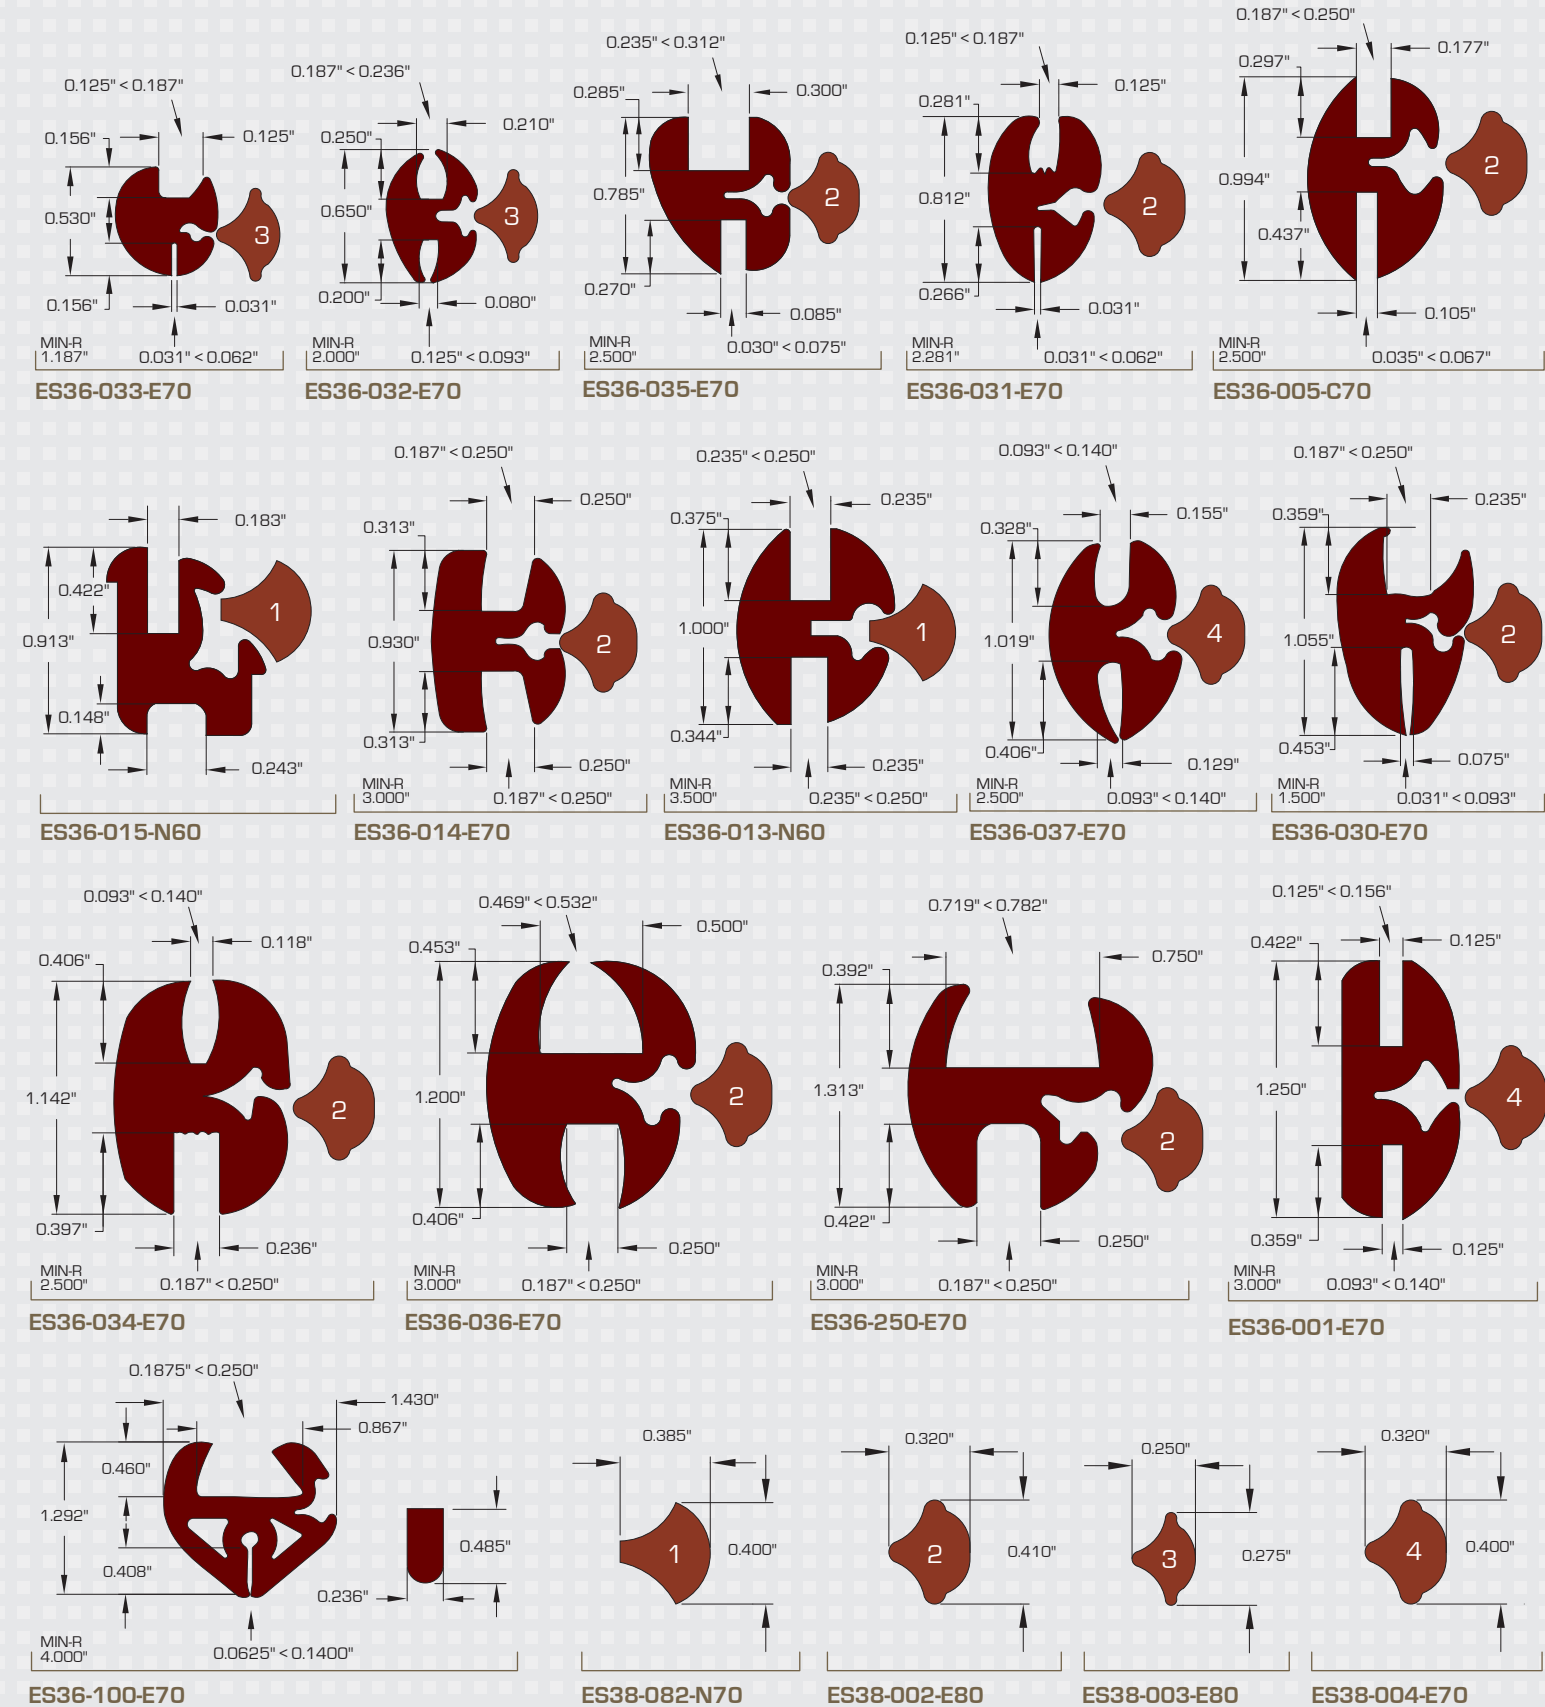 0.125" < 0.187"
0.156"
0.125"
0.530"
3
0.156"
0.031"
MIN-R
1.187"
0.031" < 0.062"
ES36-033-E70
0.187" < 0.236"
0.250"
0.210"
0.650"
3
0.200"
0.080"
MIN-R
2.000"
0.125" < 0.093"
ES36-032-E70
0.235" < 0.312"
0.285"
0.300"
0.785"
2
0.270"
0.085"
MIN-R
2.500"
0.030" < 0.075"
ES36-035-E70
0.125" < 0.187"
0.125"
0.281"
0.812"
2
0.266"
0.031"
MIN-R
2.281"
0.031" < 0.062"
ES36-031-E70
0.187" < 0.250"
0.177"
0.297"
0.994"
2
0.437"
0.105"
MIN-R
2.500"
0.035" < 0.067"
ES36-005-C70
0.183"
0.422"
0.913"
1
0.148"
0.243"
ES36-015-N60
0.187" < 0.250"
0.250"
0.313"
0.930"
2
0.313"
0.250"
MIN-R
3.000"
0.187" < 0.250"
ES36-014-E70
0.235" < 0.250"
0.235"
0.375"
1.000"
1
0.344"
0.235"
MIN-R
3.500"
0.235" < 0.250"
ES36-013-N60
0.093" < 0.140"
0.155"
0.328"
1.019"
4
0.406"
0.129"
MIN-R
2.500"
0.093" < 0.140"
ES36-037-E70
0.187" < 0.250"
0.235"
0.359"
1.055"
2
0.453"
0.075"
MIN-R
1.500"
0.031" < 0.093"
ES36-030-E70
0.093" < 0.140"
0.118"
0.406"
1.142"
2
0.397"
0.236"
MIN-R
2.500"
0.187" < 0.250"
ES36-034-E70
0.469" < 0.532"
0.500"
0.453"
1.200"
2
0.406"
0.250"
MIN-R
3.000"
0.187" < 0.250"
ES36-036-E70
0.719" < 0.782"
0.750"
0.392"
1.313"
2
0.422"
0.250"
MIN-R
3.000"
0.187" < 0.250"
ES36-250-E70
0.125" < 0.156"
0.422"
0.125"
1.250"
4
0.359"
0.125"
MIN-R
3.000"
0.093" < 0.140"
ES36-001-E70
0.1875" < 0.250"
1.430"
0.867"
0.460"
1.292"
0.485"
0.408"
0.236"
MIN-R
4.000"
0.0625" < 0.1400"
ES36-100-E70
0.385"
1
0.400"
ES38-082-N70
0.320"
2
0.410"
ES38-002-E80
0.250"
3
0.275"
ES38-003-E80
0.320"
4
0.400"
ES38-004-E70